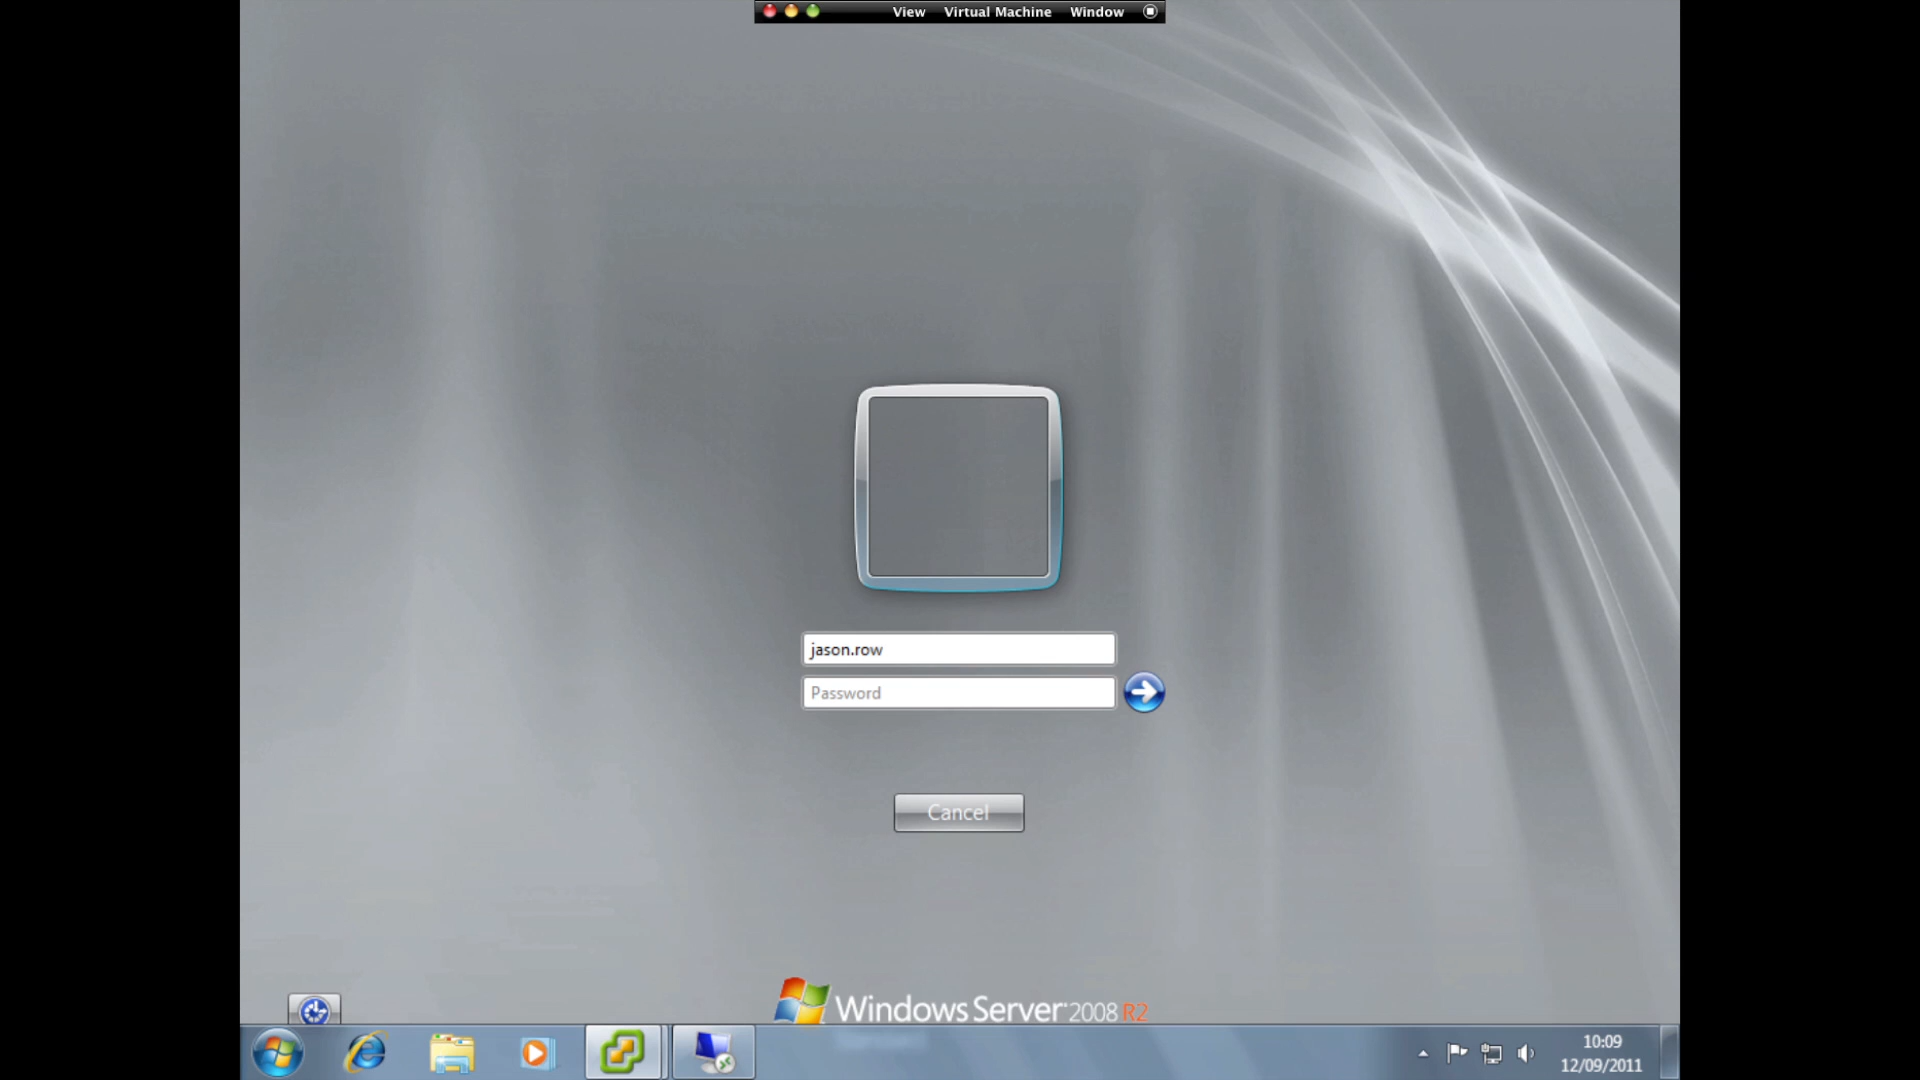 View Virtual Machine Window
jason.row
Password
Cancel
Windows Server 2008 R2
10:09
12/09/2011